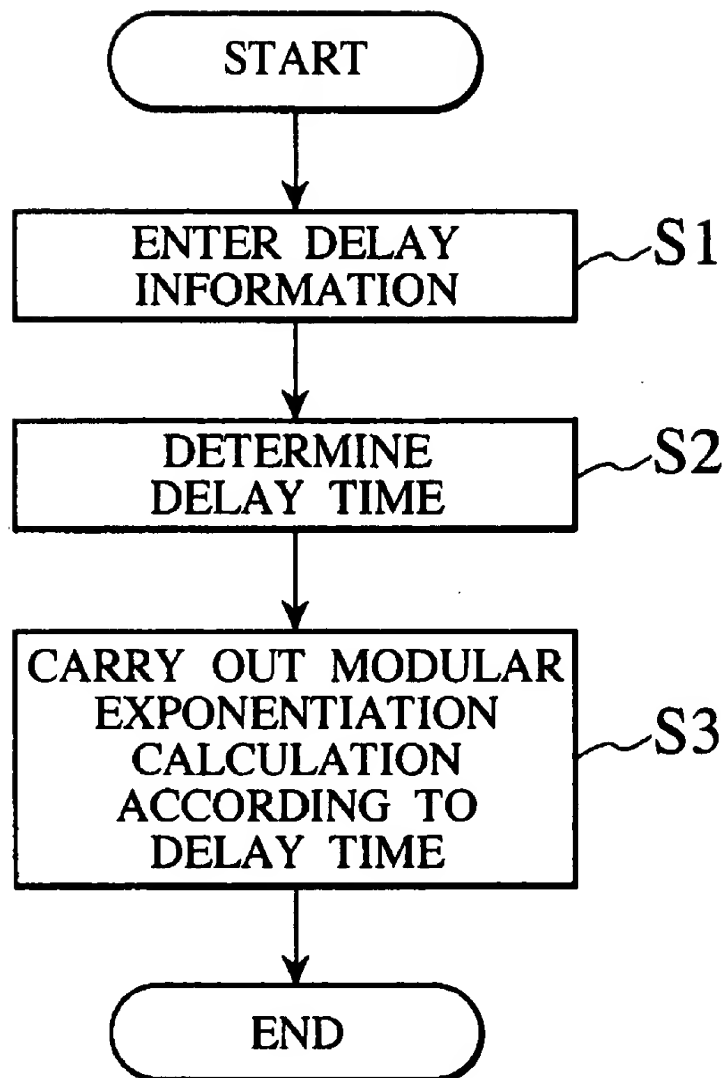 START
ENTER DELAY
INFORMATION
S1
DETERMINE
DELAY TIME
S2
CARRY OUT MODULAR
EXPONENTIATION
CALCULATION
ACCORDING TO
DELAY TIME
S3
END